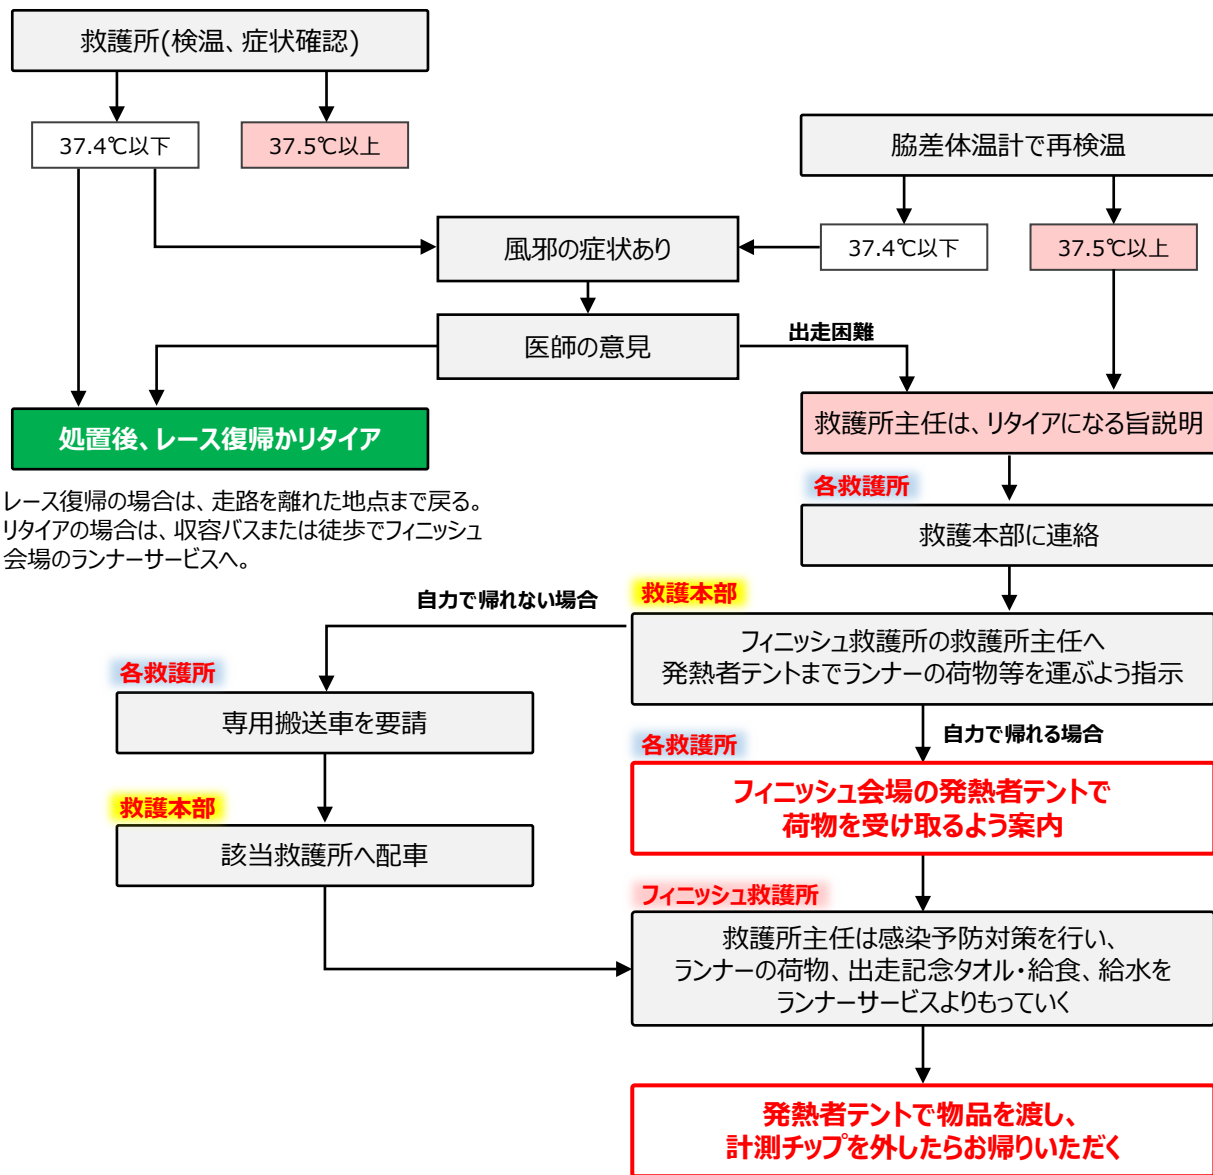 救護所(検温、症状確認)
37.4℃以下
37.5℃以上
脇差体温計で再検温
37.4℃以下
37.5℃以上
風邪の症状あり
医師の意見
出走困難
処置後、レース復帰かリタイア
救護所主任は、リタイアになる旨説明
レース復帰の場合は、走路を離れた地点まで戻る。
リタイアの場合は、収容バスまたは徒歩でフィニッシュ
会場のランナーサービスへ。
各救護所
救護本部に連絡
救護本部
自力で帰れない場合
フィニッシュ救護所の救護所主任へ
発熱者テントまでランナーの荷物等を運ぶよう指示
各救護所
専用搬送車を要請
自力で帰れる場合
各救護所
フィニッシュ会場の発熱者テントで
荷物を受け取るよう案内
救護本部
該当救護所へ配車
フィニッシュ救護所
救護所主任は感染予防対策を行い、
ランナーの荷物、出走記念タオル・給食、給水を
ランナーサービスよりもっていく
発熱者テントで物品を渡し、
計測チップを外したらお帰りいただく